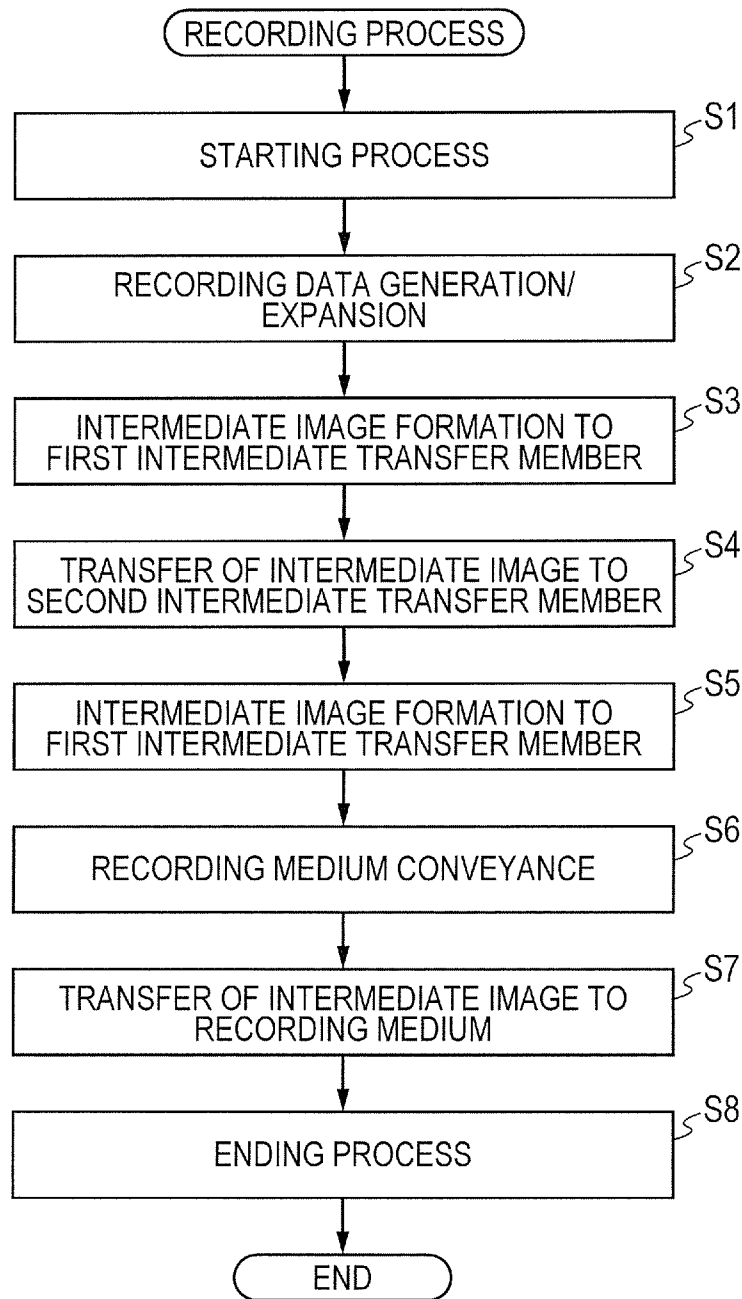 RECORDING PROCESS
S1
STARTING PROCESS
S2
RECORDING DATA GENERATION/
EXPANSION
S3
INTERMEDIATE IMAGE FORMATION TO
FIRST INTERMEDIATE TRANSFER MEMBER
S4
TRANSFER OF INTERMEDIATE IMAGE TO
SECOND INTERMEDIATE TRANSFER MEMBER
S5
INTERMEDIATE IMAGE FORMATION TO
FIRST INTERMEDIATE TRANSFER MEMBER
S6
RECORDING MEDIUM CONVEYANCE
S7
TRANSFER OF INTERMEDIATE IMAGE TO
RECORDING MEDIUM
S8
ENDING PROCESS
END